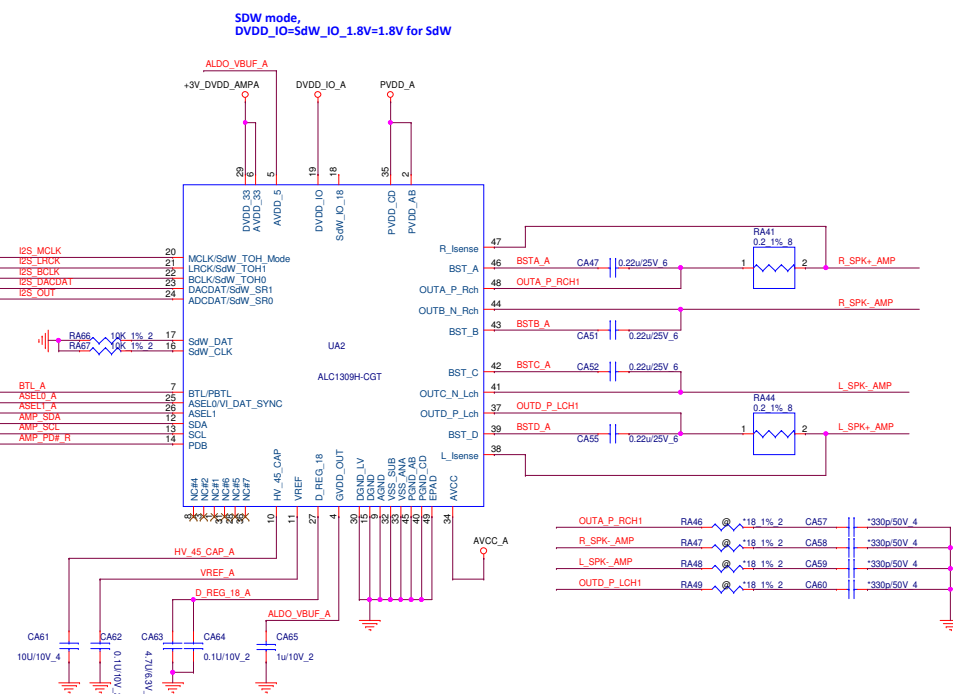 SDW mode,
DVDD_IO=SdW_IO_1.8V=1.8V for SdW
ALDO_VBUF_A
+3V_DVDD_AMPA
DVDD_IO_A
PVDD_A
29
6
5
19
18
35
2
DVDD_33
AVDD_33
AVDD_5
DVDD_IO
SdW_IO_18
PVDD_CD
PVDD_AB
I2S_MCLK 20 MCLK/SdW_TOH_Mode
I2S_LRCK 21 LRCK/SdW_TOH1
I2S_BCLK 22 BCLK/SdW_TOH0
I2S_DACDAT 23 DACDAT/SdW_SR1
I2S_OUT 24 ADCDAT/SdW_SR0
RA66 10K 1%_2 17 SdW_DAT
RA67 10K 1%_2 16 SdW_CLK
BTL_A 7 BTL/PBTL
ASEL0_A 25 ASEL0/VI_DAT_SYNC
ASEL1_A 26 ASEL1
AMP_SDA 12 SDA
AMP_SCL 13 SCL
AMP_PD#_R 14 PDB
UA2
ALC1309H-CGT
R_Isense 47
BST_A 46 BSTA_A CA47 0.22u/25V_6
OUTA_P_Rch 48 OUTA_P_RCH1
RA41
0.2_1%_8
1 2 R_SPK+_AMP
OUTB_N_Rch 44 R_SPK-_AMP
BST_B 43 BSTB_A CA51 0.22u/25V_6
BST_C 42 BSTC_A CA52 0.22u/25V_6
OUTC_N_Lch 41 L_SPK-_AMP
OUTD_P_Lch 37 OUTD_P_LCH1
BST_D 39 BSTD_A CA55 0.22u/25V_6
RA44
0.2_1%_8
1 2 L_SPK+_AMP
L_Isense 38
NC#4
NC#2
NC#1
NC#6
NC#5
NC#7
HV_45_CAP
VREF
D_REG_18
GVDD_OUT
DGND_LV
DGND
AGND
VSS_SUB
VSS_ANA
PGND_AB
PGND_CD
EPAD
AVCC
10
11
27
4
30
15
9
32
33
45
40
49
34
AVCC_A
HV_45_CAP_A
VREF_A
D_REG_18_A
ALDO_VBUF_A
CA61
10U/10V_4
CA62
CA63
4.7U/6.3V_
CA64
0.1U/10V_2
CA65
1u/10V_2
OUTA_P_RCH1 RA46 @ *18_1%_2 CA57 *330p/50V_4
R_SPK-_AMP RA47 @ *18_1%_2 CA58 *330p/50V_4
L_SPK-_AMP RA48 @ *18_1%_2 CA59 *330p/50V_4
OUTD_P_LCH1 RA49 @ *18_1%_2 CA60 *330p/50V_4